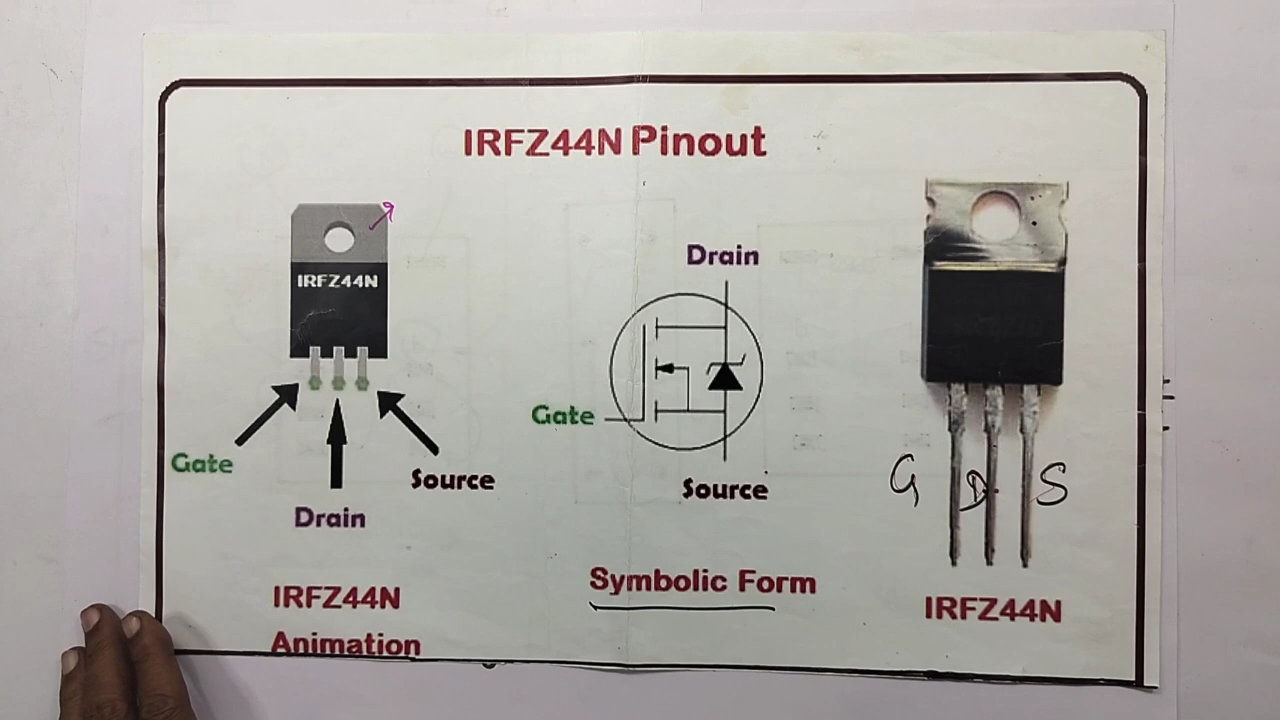 IRFZ44N Pinout
IRFZ44N
Gate
Drain
Source
IRFZ44N
Animation
Drain
Gate
Source
Symbolic Form
G D S
IRFZ44N